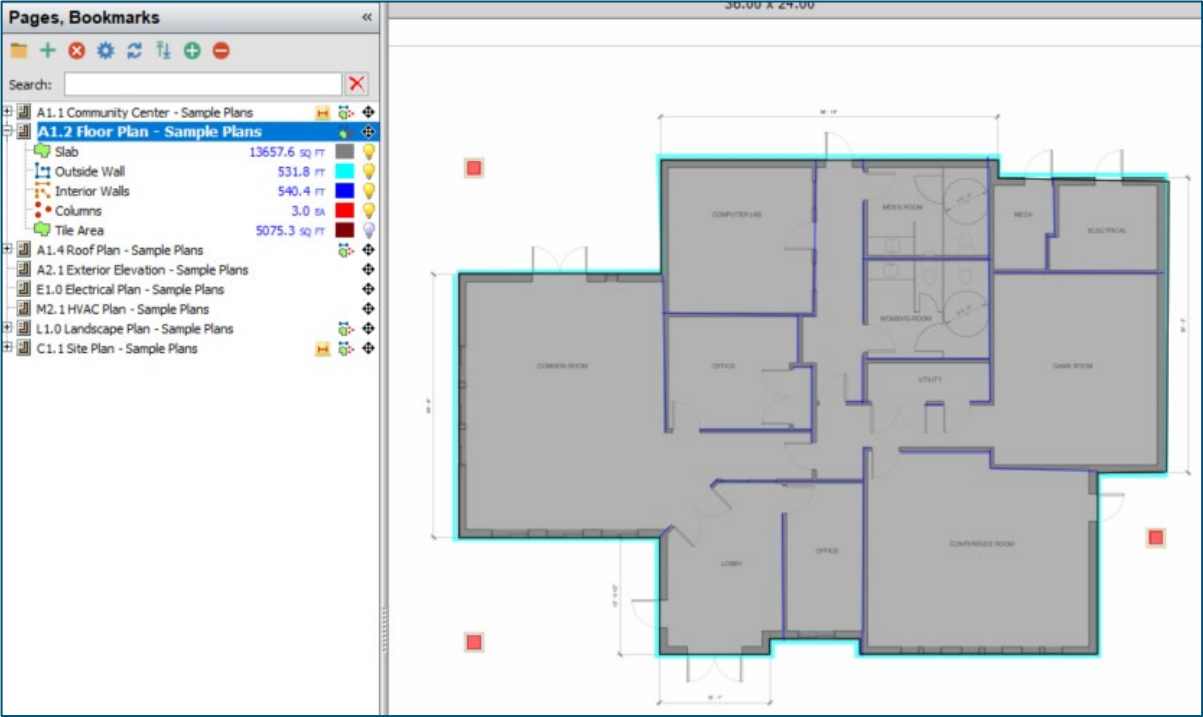 Pages, Bookmarks «
36.00 x 24.00
Search:
A1.1 Community Center - Sample Plans
A1.2 Floor Plan - Sample Plans
Slab 13657.6 SQ FT
Outside Wall 531.8 FT
Interior Walls 540.4 FT
Columns 3.0 EA
Tile Area 5075.3 SQ FT
A1.4 Roof Plan - Sample Plans
A2.1 Exterior Elevation - Sample Plans
E1.0 Electrical Plan - Sample Plans
M2.1 HVAC Plan - Sample Plans
L1.0 Landscape Plan - Sample Plans
C1.1 Site Plan - Sample Plans
COMPUTER LAB
MEN'S ROOM
MECH
ELECTRICAL
WOMEN'S ROOM
COMMON ROOM
OFFICE
GAME ROOM
UTILITY
CONFERENCE ROOM
OFFICE
LOBBY